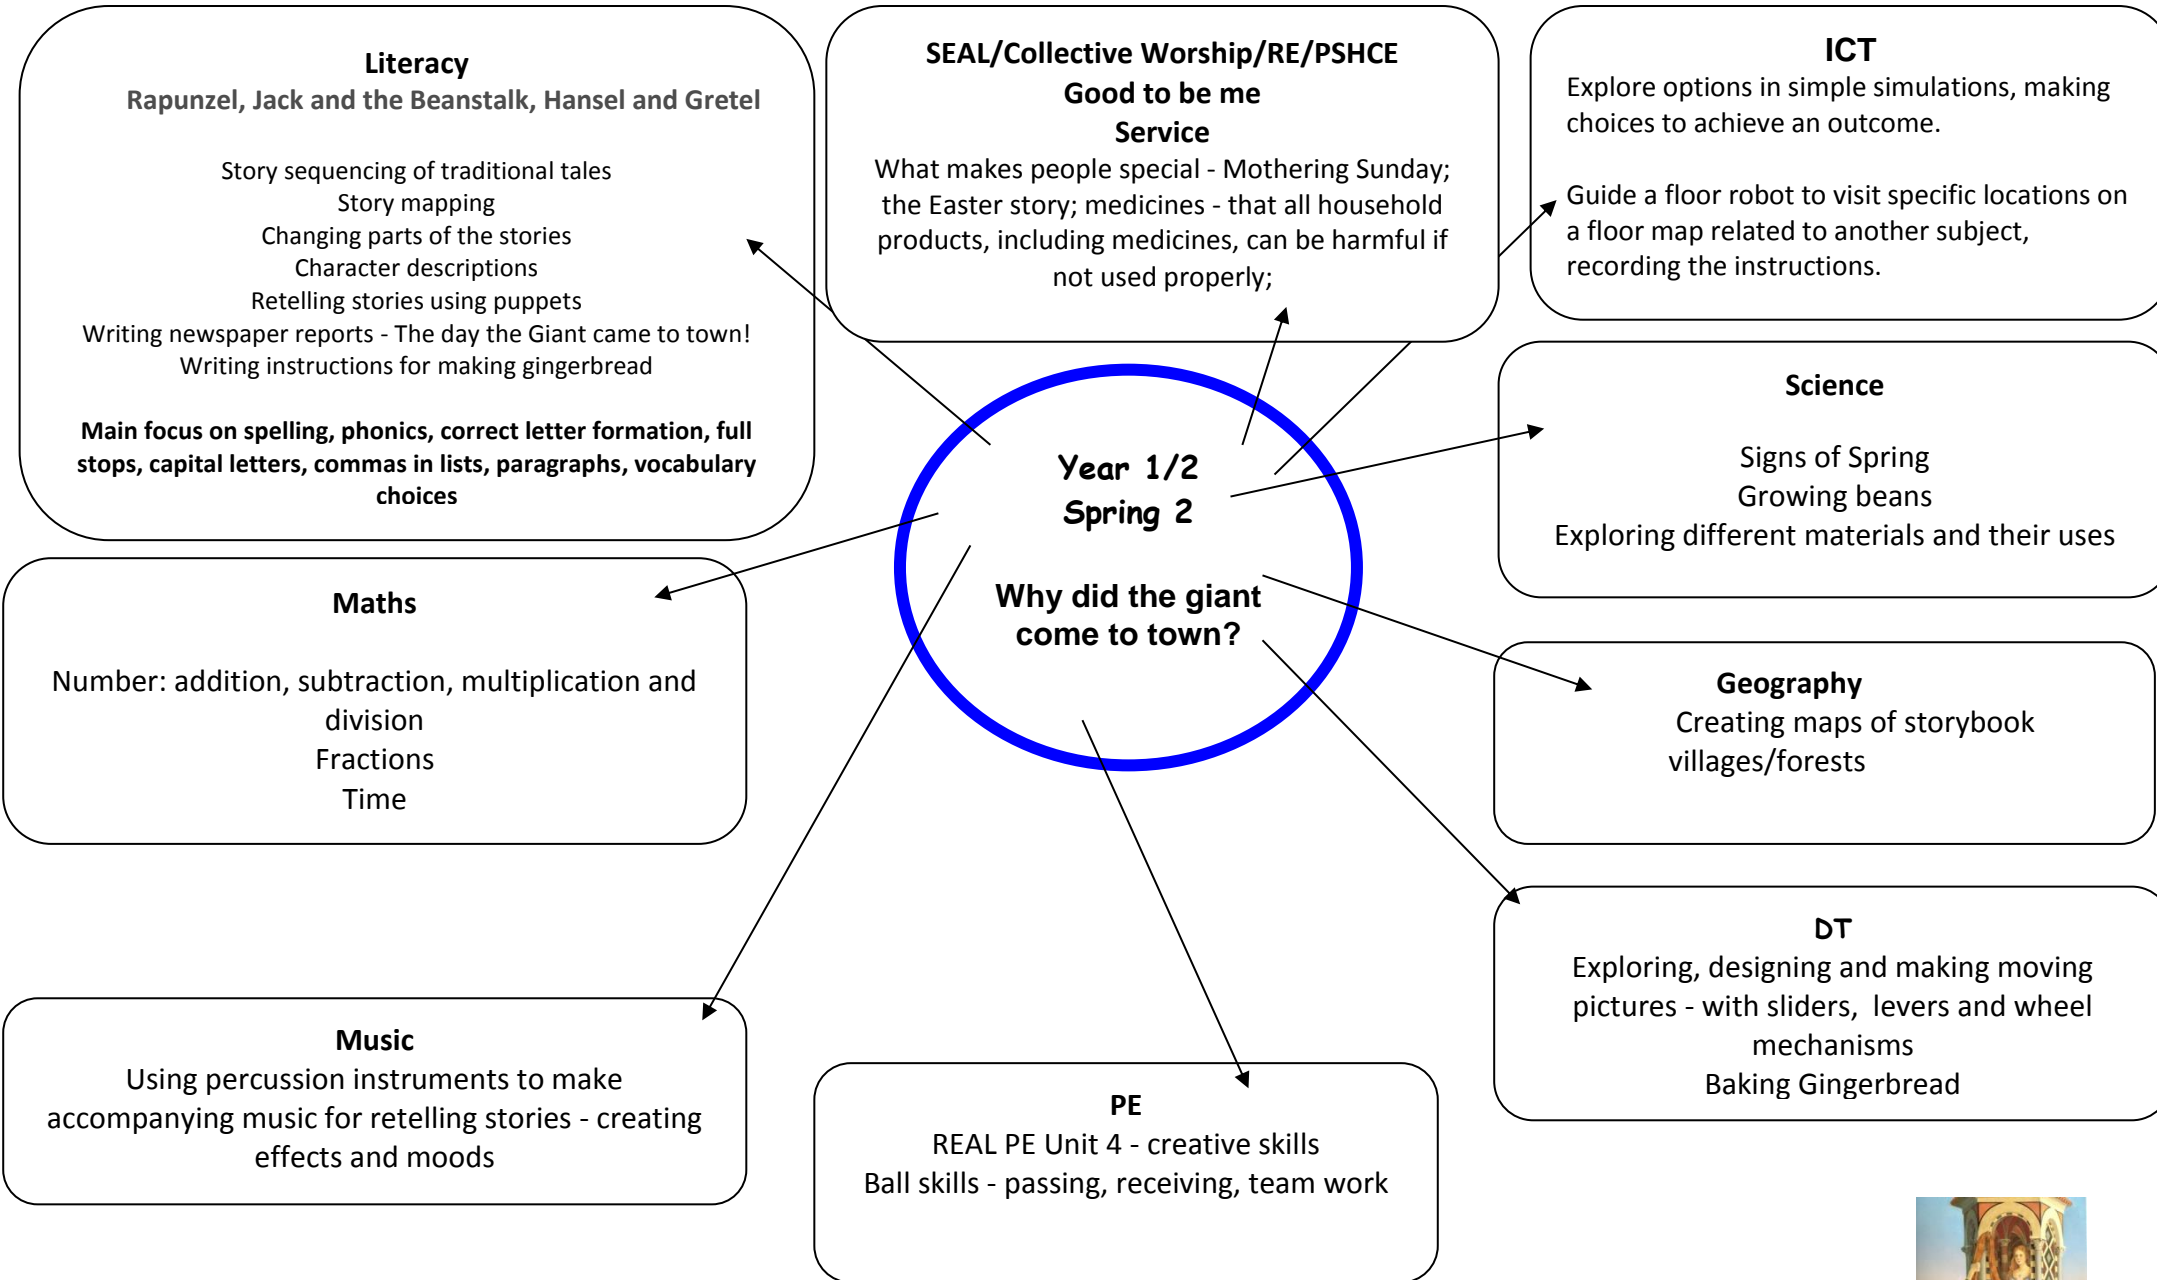 Literacy
Rapunzel, Jack and the Beanstalk, Hansel and Gretel
Story sequencing of traditional tales
Story mapping
Changing parts of the stories
Character descriptions
Retelling stories using puppets
Writing newspaper reports - The day the Giant came to town!
Writing instructions for making gingerbread
Main focus on spelling, phonics, correct letter formation, full
stops, capital letters, commas in lists, paragraphs, vocabulary
choices
SEAL/Collective Worship/RE/PSHCE
Good to be me
Service
What makes people special - Mothering Sunday;
the Easter story; medicines - that all household
products, including medicines, can be harmful if
not used properly;
ICT
Explore options in simple simulations, making
choices to achieve an outcome.
Guide a floor robot to visit specific locations on
a floor map related to another subject,
recording the instructions.
Science
Signs of Spring
Growing beans
Exploring different materials and their uses
Year 1/2
Spring 2
Why did the giant
come to town?
Maths
Number: addition, subtraction, multiplication and
division
Fractions
Time
Geography
Creating maps of storybook
villages/forests
DT
Exploring, designing and making moving
pictures - with sliders, levers and wheel
mechanisms
Baking Gingerbread
Music
Using percussion instruments to make
accompanying music for retelling stories - creating
effects and moods
PE
REAL PE Unit 4 - creative skills
Ball skills - passing, receiving, team work